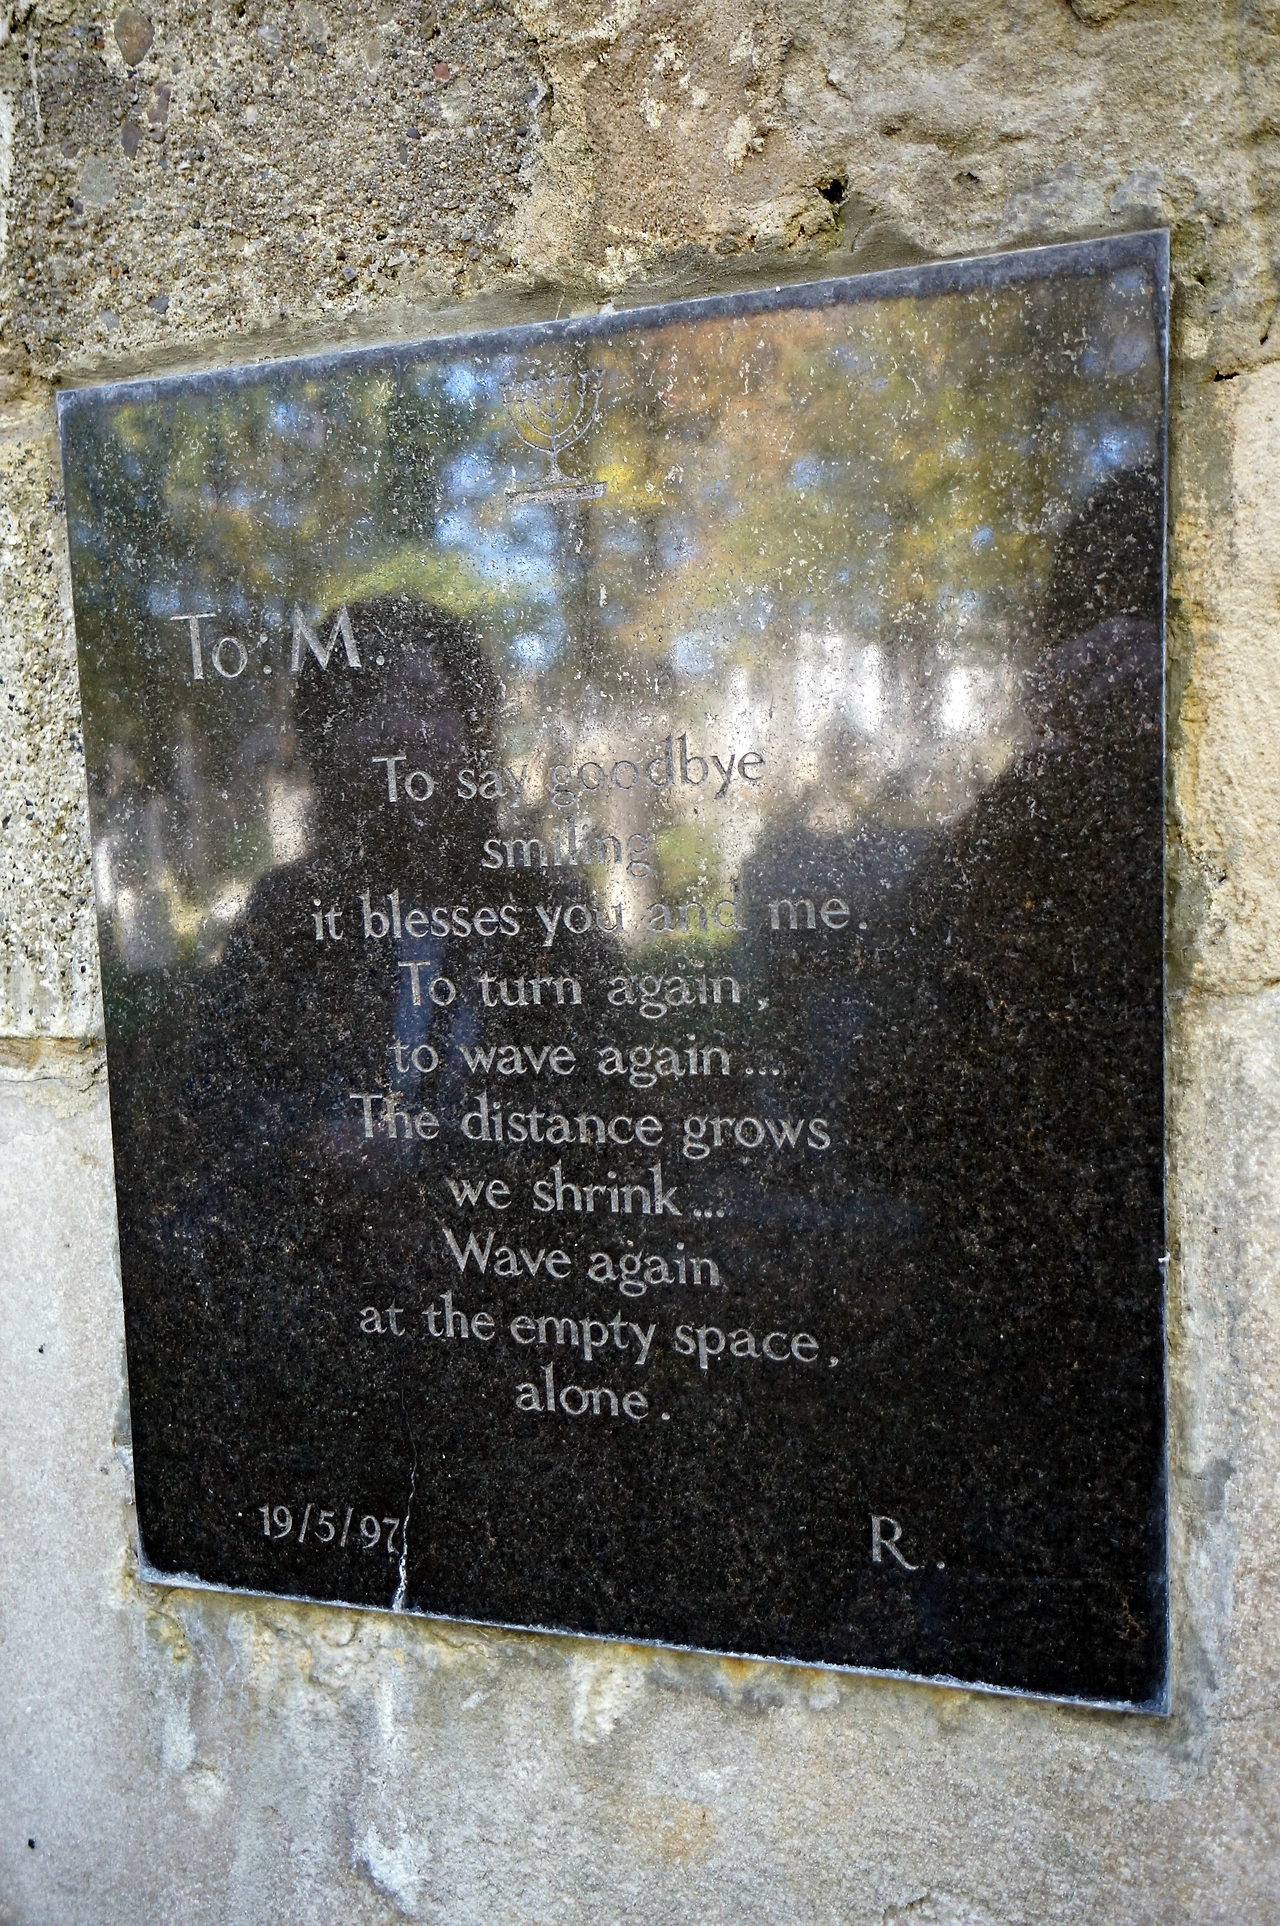 To: M.
To say goodbye
smiling
it blesses you and me.
To turn again,
to wave again...
The distance grows
we shrink...
Wave again
at the empty space,
alone.
19/5/97
R.